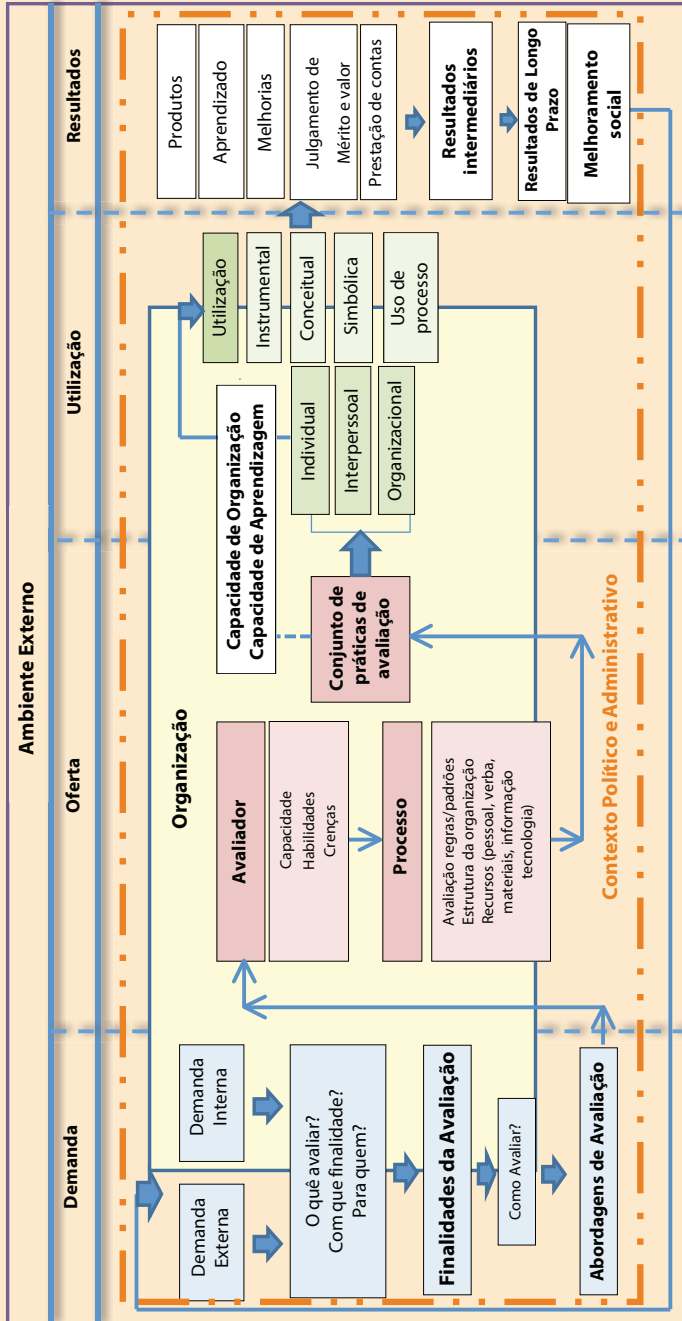 Ambiente Externo
Demanda
Oferta
Utilização
Resultados
Demanda
Externa
Demanda
Interna
O quê avaliar?
Com que finalidade?
Para quem?
Finalidades da Avaliação
Como Avaliar?
Abordagens de Avaliação
Organização
Avaliador
Capacidade
Habilidades
Crenças
Processo
Avaliação regras/padrões
Estrutura da organização
Recursos (pessoal, verba,
materiais, informação
tecnologia)
Conjunto de
práticas de
avaliação
Contexto Político e Administrativo
Capacidade de Organização
Capacidade de Aprendizagem
Individual
Interperssoal
Organizacional
Utilização
Instrumental
Conceitual
Simbólica
Uso de
processo
Produtos
Aprendizado
Melhorias
Julgamento de
Mérito e valor
Prestação de contas
Resultados
intermediários
Resultados de Longo
Prazo
Melhoramento
social